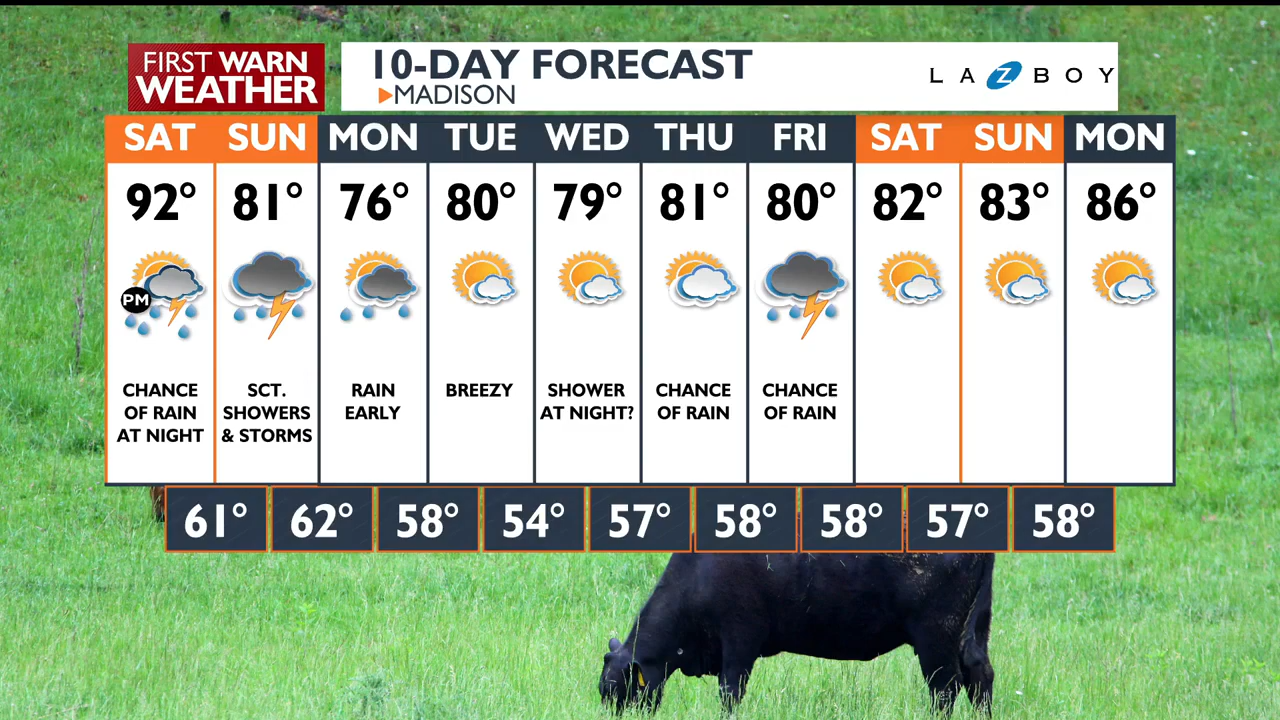 FIRST WARN
WEATHER
10-DAY FORECAST
MADISON
LA Z BOY
SAT SUN MON TUE WED THU FRI SAT SUN MON
92° 81° 76° 80° 79° 81° 80° 82° 83° 86°
PM
CHANCE
OF RAIN
AT NIGHT
SCT.
SHOWERS
& STORMS
RAIN
EARLY
BREEZY
SHOWER
AT NIGHT?
CHANCE
OF RAIN
CHANCE
OF RAIN
61° 62° 58° 54° 57° 58° 58° 57° 58°